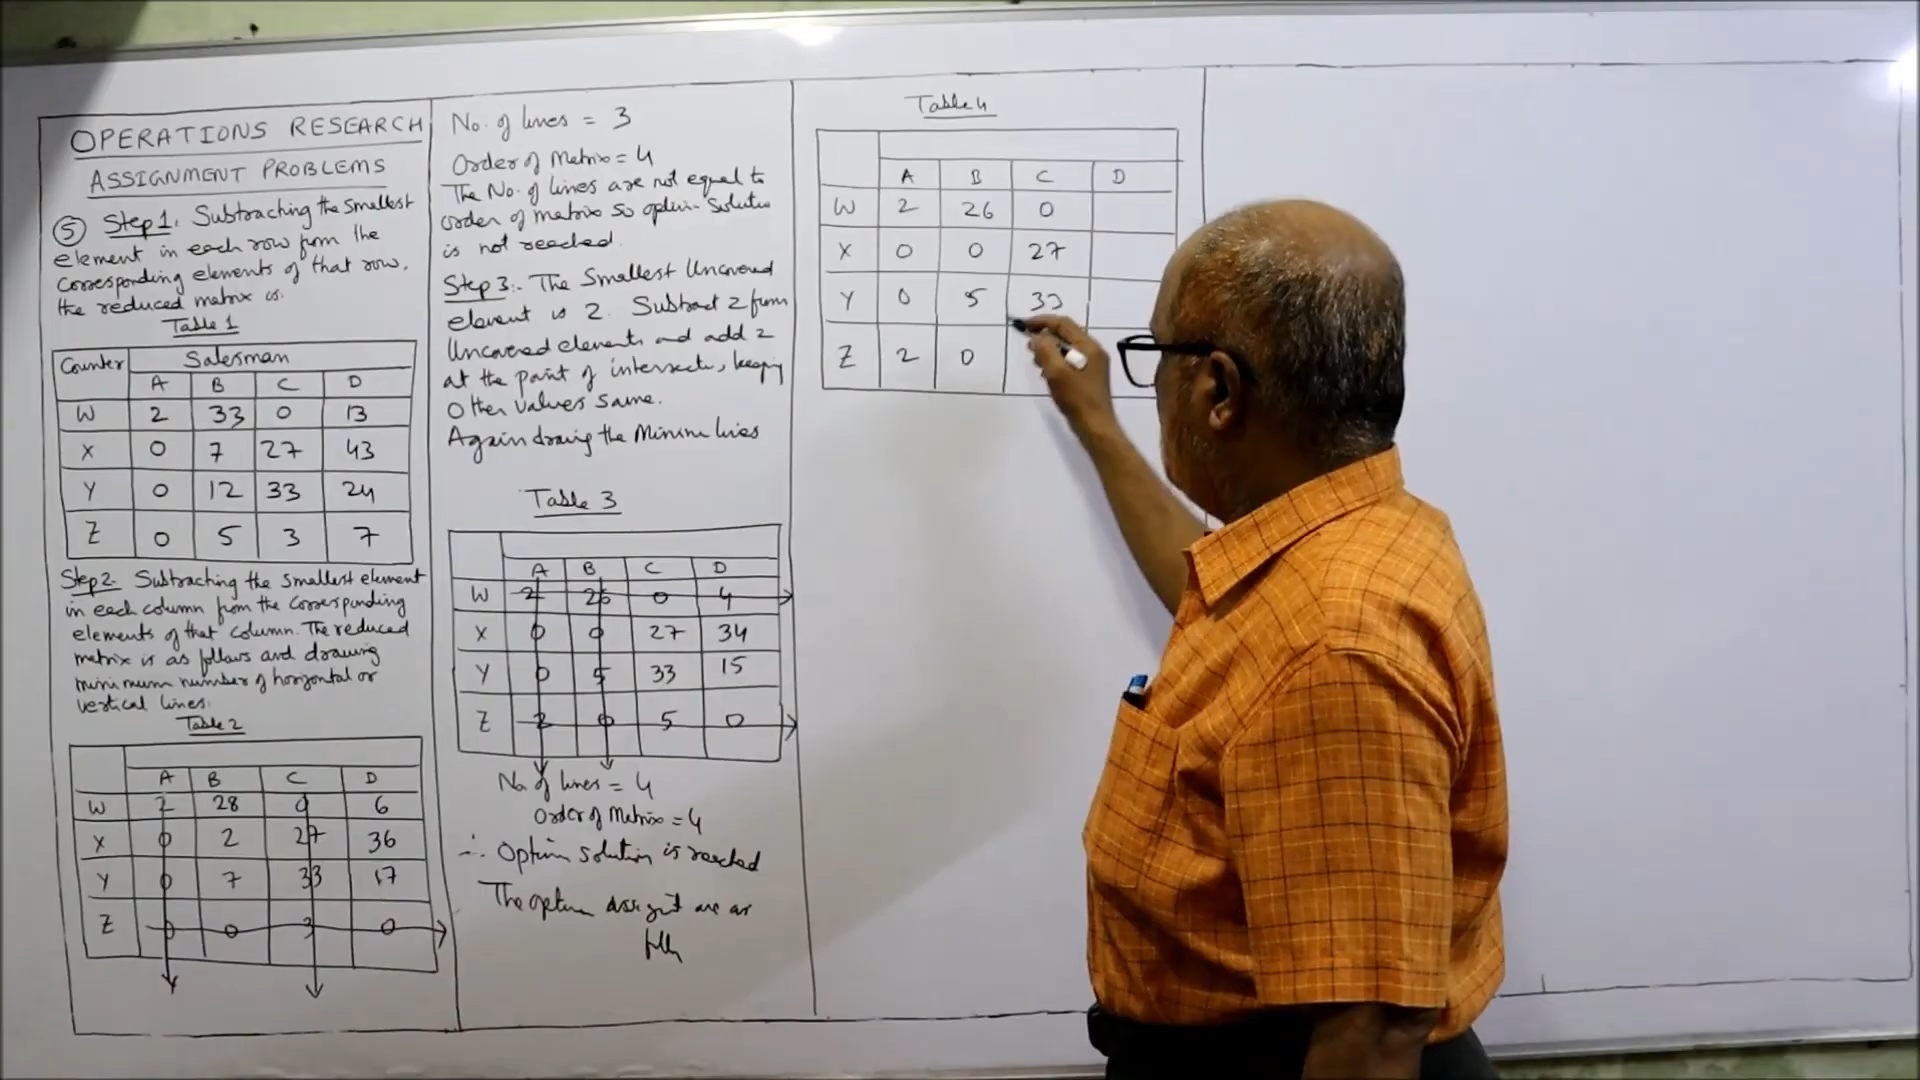 OPERATIONS RESEARCH
ASSIGNMENT PROBLEMS
5 Step 1. Subtracting the smallest
element in each row from the
corresponding elements of that row.
the reduced matrix is.
Table 1
Counter Salesman
A B C D
W 2 33 0 13
X 0 7 27 43
Y 0 12 33 24
Z 0 5 3 7
Step 2. Subtracting the smallest element
in each column from the corresponding
elements of that column. The reduced
matrix is as follows and drawing
minimum number of horizontal or
vertical lines.
Table 2
A B C D
W 2 28 0 6
X 0 2 27 36
Y 0 7 33 17
Z 0 0 3 0
No. of lines = 3
Order of Metrix = 4
The No. of lines are not equal to
order of matrix so optim solutio
is not reached.
Step 3:- The Smallest Uncovered
element is 2. Subtract 2 from
Uncovered elements and add 2
at the point of intersecti, keeping
Other values same.
Again drawing the Minimum lines
Table 3
A B C D
W 2 26 0 4
X 0 0 27 34
Y 0 5 33 15
Z 2 0 5 0
No of lines = 4
Order of Metrix = 4
∴ Optim solution is reached
The optim assignt are as
Table 4
A B C D
W 2 26 0
X 0 0 27
Y 0 5 33
Z 2 0